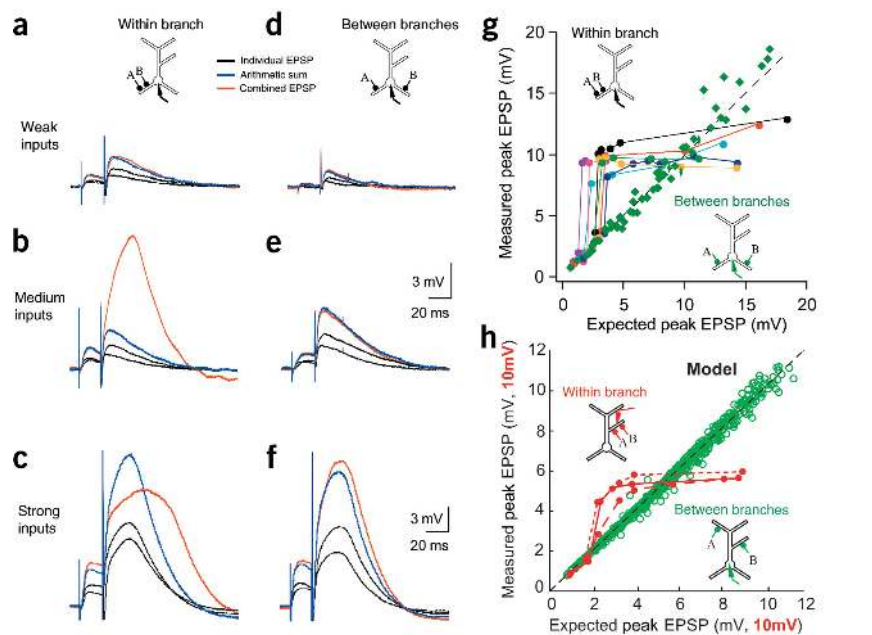 a
Within branch
A
B
d
Between branches
A
B
Individual EPSP
Arithmetic sum
Combined EPSP
Weak
inputs
b
Medium
inputs
e
3 mV
20 ms
c
Strong
inputs
f
3 mV
20 ms
g
Measured peak EPSP (mV)
20
15
10
5
0
0
5
10
15
20
Expected peak EPSP (mV)
Within branch
A
B
Between branches
A
B
h
Model
Measured peak EPSP (mV, 10mV)
12
10
8
6
4
2
0
0
2
4
6
8
10
12
Expected peak EPSP (mV, 10mV)
Within branch
A
B
Between branches
A
B